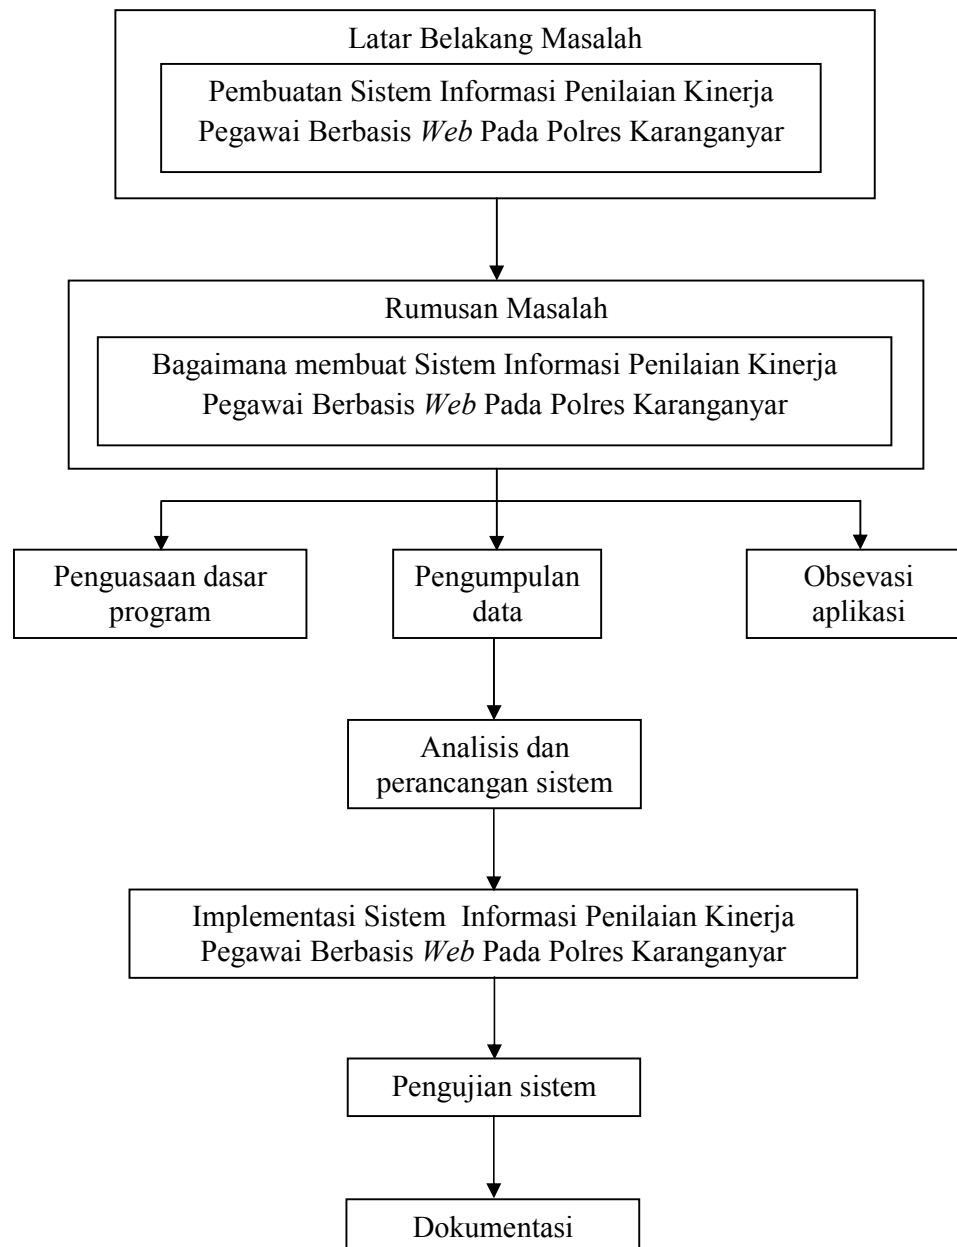 Latar Belakang Masalah
Pembuatan Sistem Informasi Penilaian Kinerja
Pegawai Berbasis Web Pada Polres Karanganyar
Rumusan Masalah
Bagaimana membuat Sistem Informasi Penilaian Kinerja
Pegawai Berbasis Web Pada Polres Karanganyar
Penguasaan dasar
program
Pengumpulan
data
Obsevasi
aplikasi
Analisis dan
perancangan sistem
Implementasi Sistem  Informasi Penilaian Kinerja
Pegawai Berbasis Web Pada Polres Karanganyar
Pengujian sistem
Dokumentasi